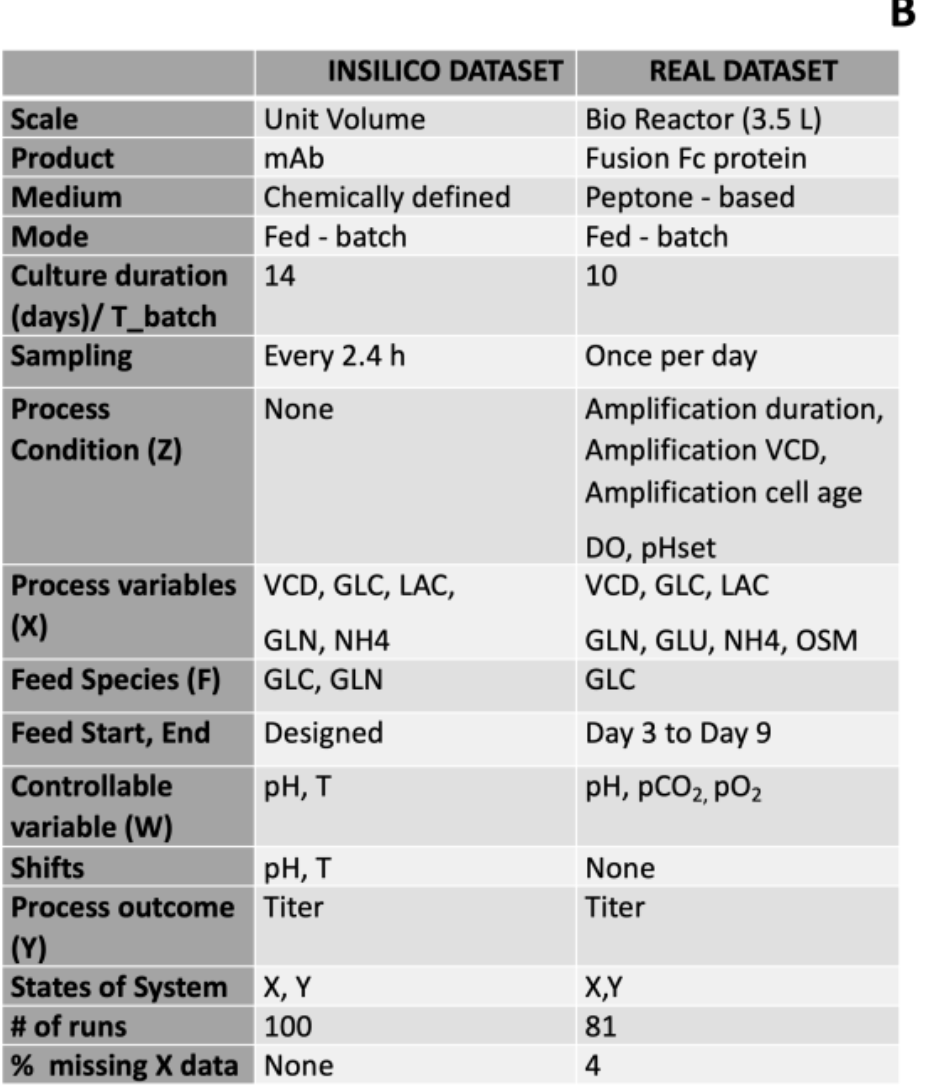 B
INSILICO DATASET REAL DATASET
Scale Unit Volume Bio Reactor (3.5 L)
Product mAb Fusion Fc protein
Medium Chemically defined Peptone - based
Mode Fed - batch Fed - batch
Culture duration 14 10
(days)/ T_batch
Sampling Every 2.4 h Once per day
Process None Amplification duration,
Condition (Z) Amplification VCD,
Amplification cell age
DO, pHset
Process variables VCD, GLC, LAC, VCD, GLC, LAC
(X)
GLN, NH4 GLN, GLU, NH4, OSM
Feed Species (F) GLC, GLN GLC
Feed Start, End Designed Day 3 to Day 9
Controllable pH, T pH, pCO₂, pO₂
variable (W)
Shifts pH, T None
Process outcome Titer Titer
(Y)
States of System X, Y X,Y
# of runs 100 81
% missing X data None 4